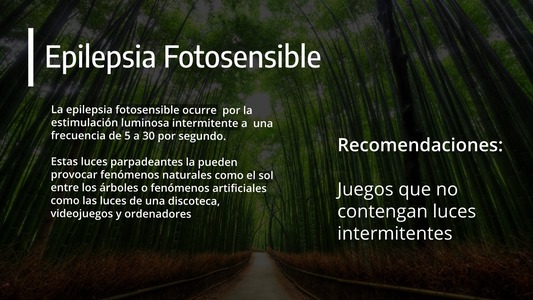 Epilepsia Fotosensible
La epilepsia fotosensible ocurre  por la
estimulación luminosa intermitente a  una
frecuencia de 5 a 30 por segundo.
Estas luces parpadeantes la pueden
provocar fenómenos naturales como el sol
entre los árboles o fenómenos artificiales
como las luces de una discoteca,
videojuegos y ordenadores
Recomendaciones:
Juegos que no
contengan luces
intermitentes